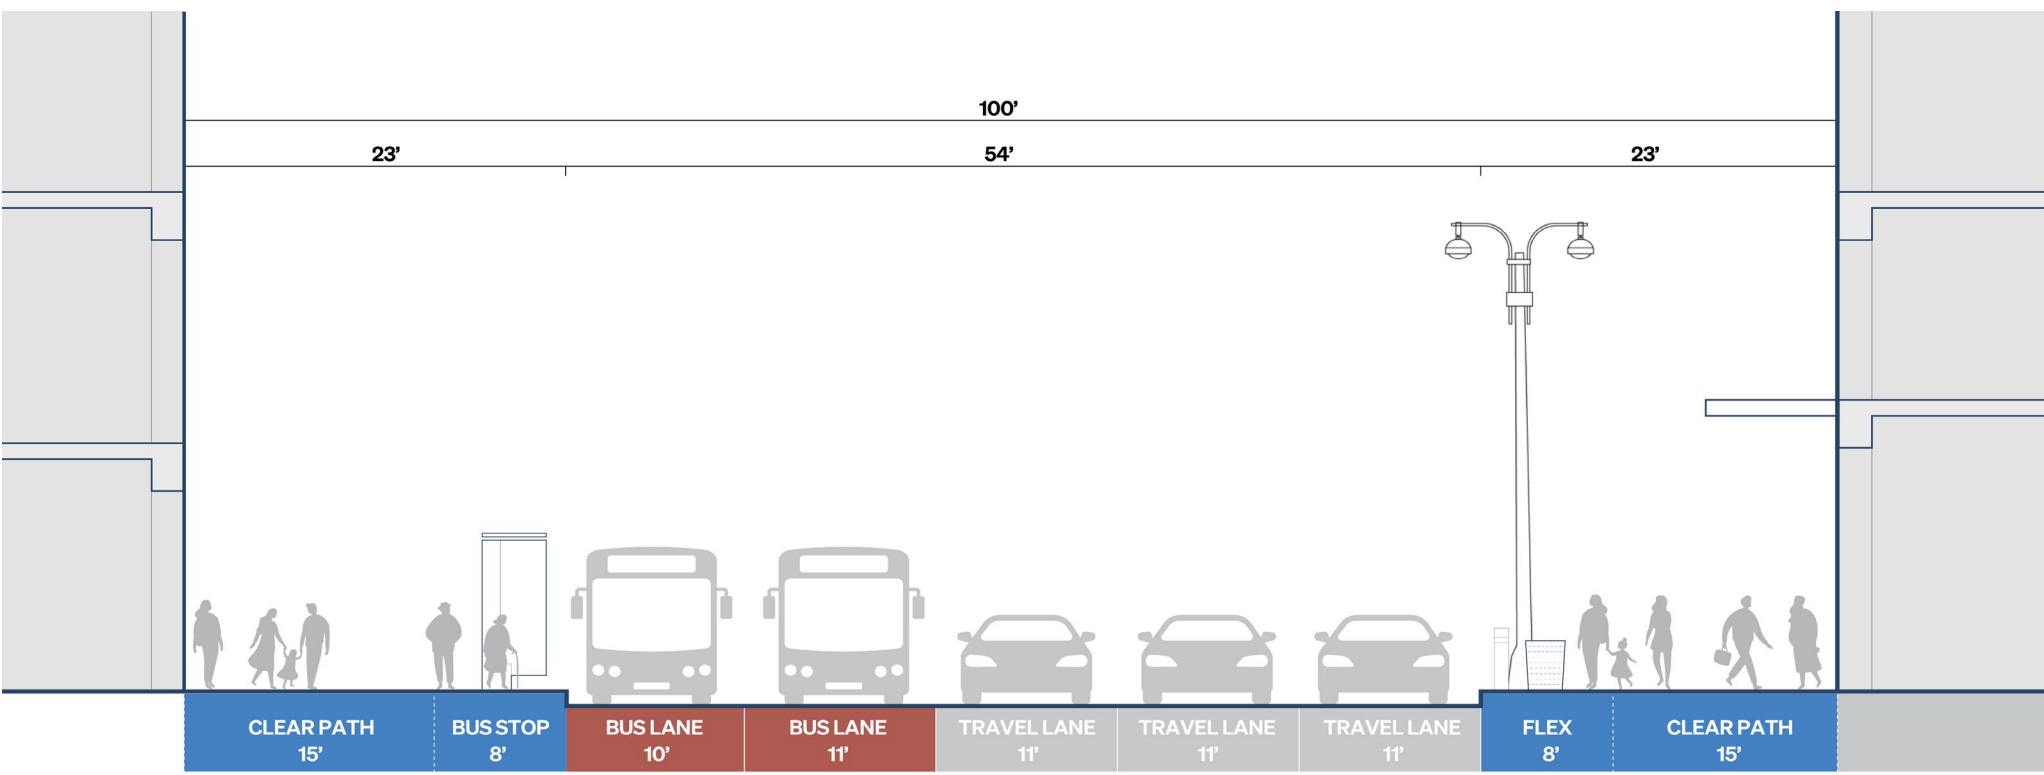 100’
23’
54’
23’
CLEAR PATH
15’
BUS STOP
8’
BUS LANE
10’
BUS LANE
11’
TRAVEL LANE
11’
TRAVEL LANE
11’
TRAVEL LANE
11’
FLEX
8’
CLEAR PATH
15’